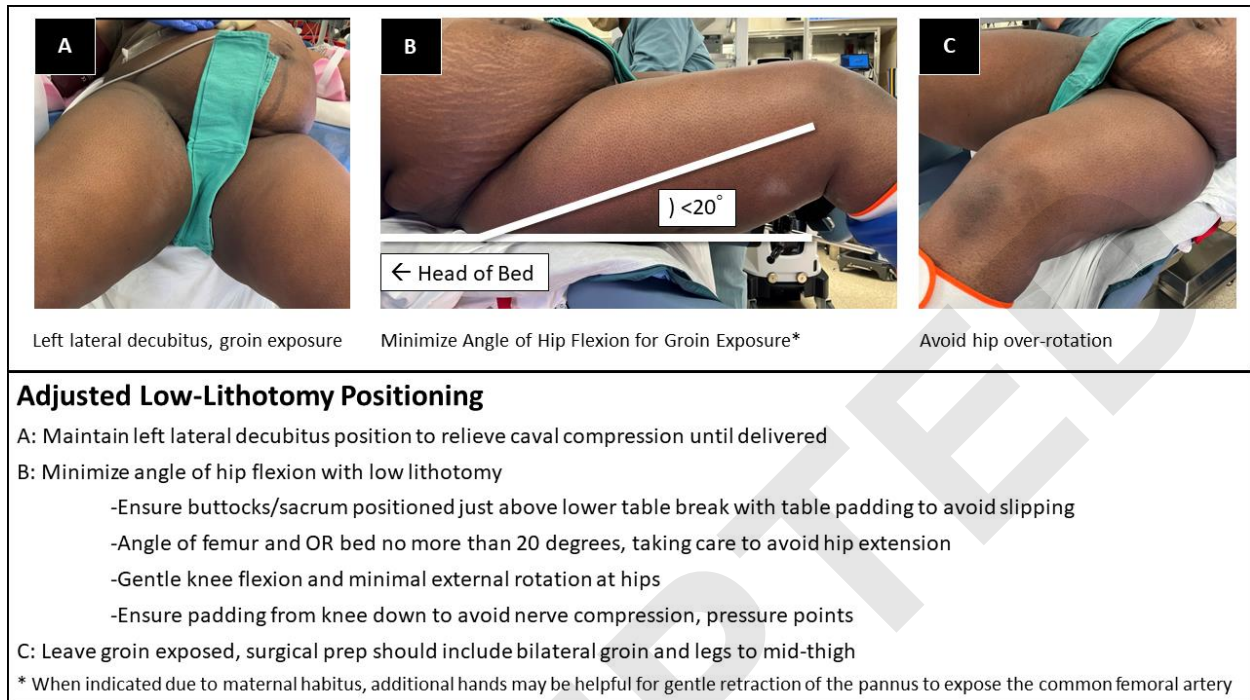 A
B
C
) <20°
← Head of Bed
Left lateral decubitus, groin exposure
Minimize Angle of Hip Flexion for Groin Exposure*
Avoid hip over-rotation
Adjusted Low-Lithotomy Positioning
A: Maintain left lateral decubitus position to relieve caval compression until delivered
B: Minimize angle of hip flexion with low lithotomy
-Ensure buttocks/sacrum positioned just above lower table break with table padding to avoid slipping
-Angle of femur and OR bed no more than 20 degrees, taking care to avoid hip extension
-Gentle knee flexion and minimal external rotation at hips
-Ensure padding from knee down to avoid nerve compression, pressure points
C: Leave groin exposed, surgical prep should include bilateral groin and legs to mid-thigh
* When indicated due to maternal habitus, additional hands may be helpful for gentle retraction of the pannus to expose the common femoral artery
PTED